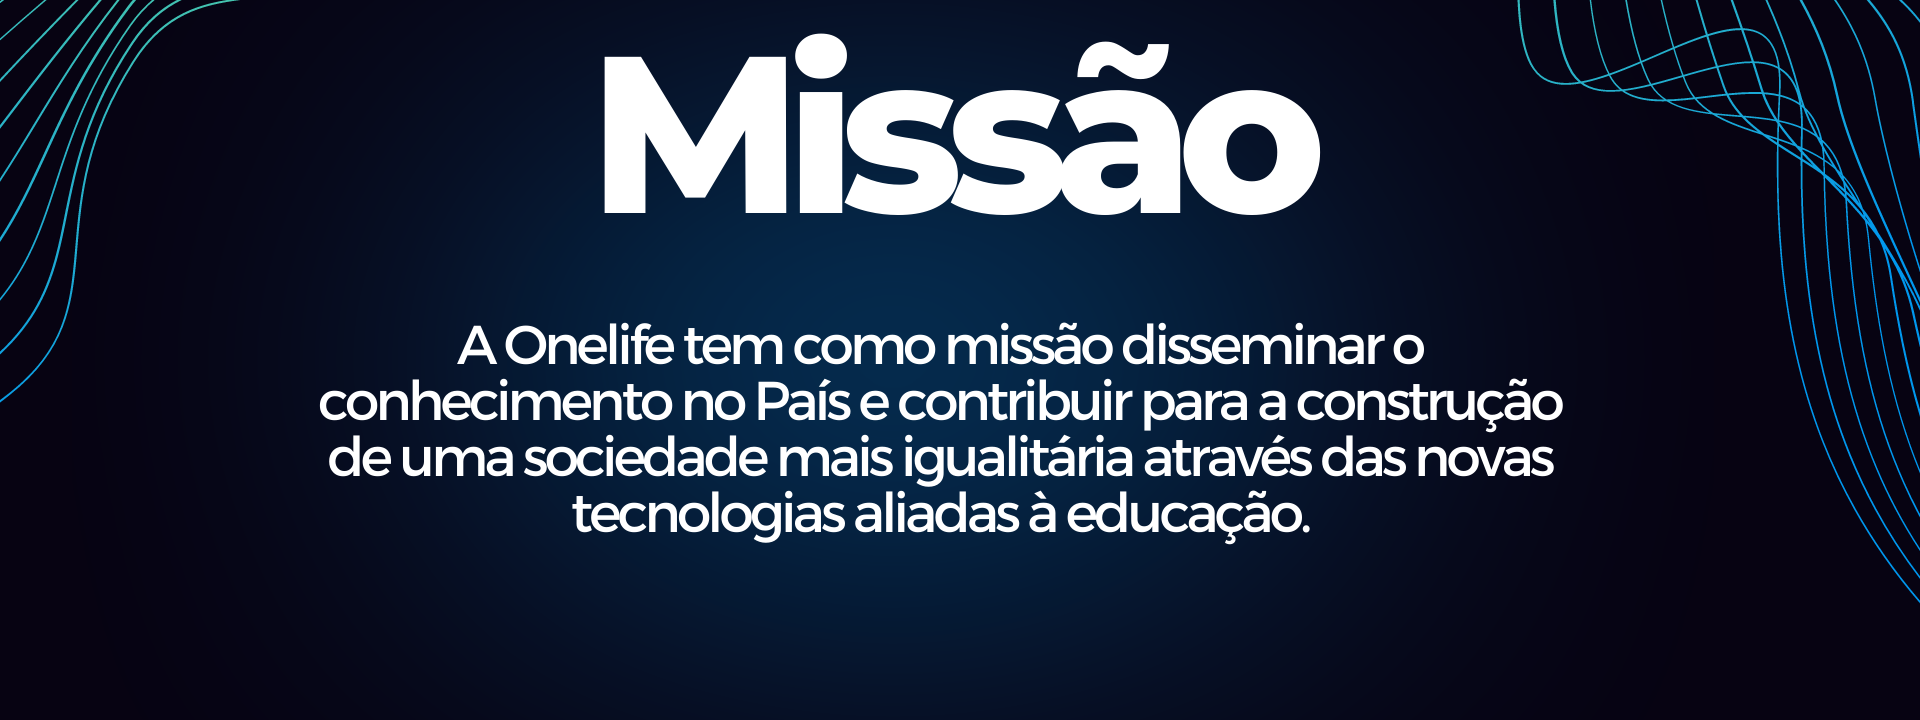 Missão
A Onelife tem como missão disseminar o
conhecimento no País e contribuir para a construção
de uma sociedade mais igualitária através das novas
tecnologias aliadas à educação.